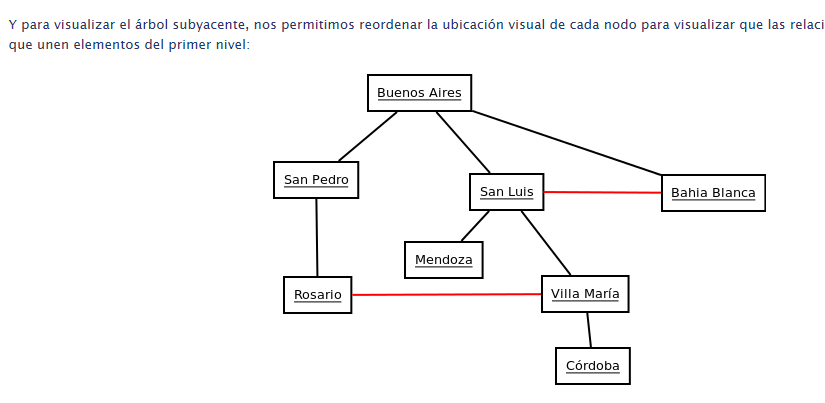 Y para visualizar el árbol subyacente, nos permitimos reordenar la ubicación visual de cada nodo para visualizar que las relaci
que unen elementos del primer nivel:
Buenos Aires
San Pedro
San Luis
Bahia Blanca
Mendoza
Rosario
Villa María
Córdoba